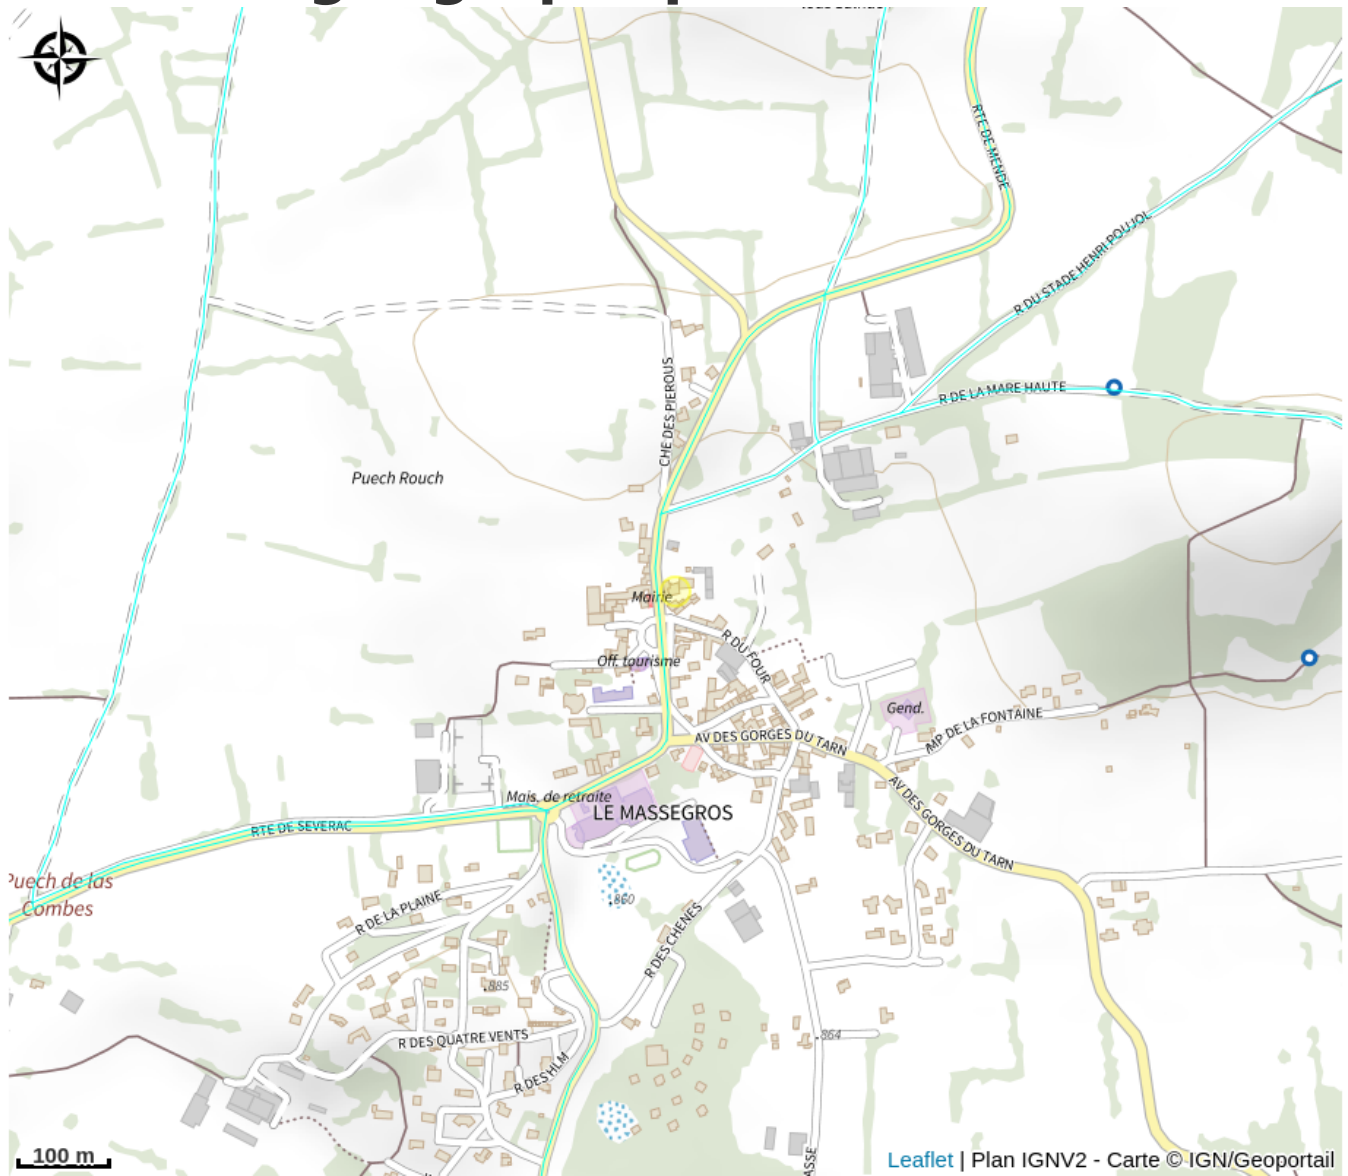 RTE DE MENDE
R DU STADE HENRI POUJOL
CHE DES PIEROUS
R DE LA MARE HAUTE
Puech Rouch
Mairie
R DU FOUR
Off. tourisme
Gend.
AMP DE LA FONTAINE
AV DES GORGES DU TARN
Mais. de retraite
LE MASSEGROS
AV DES GORGES DU TARN
RTE DE SEVERAC
Puech de las
Combes
R DE LA PLAINE
860
R DES CHENES
885
R DES QUATRE VENTS
864
R DES HLM
ASSE
100 m
Leaflet | Plan IGNV2 - Carte © IGN/Geoportail